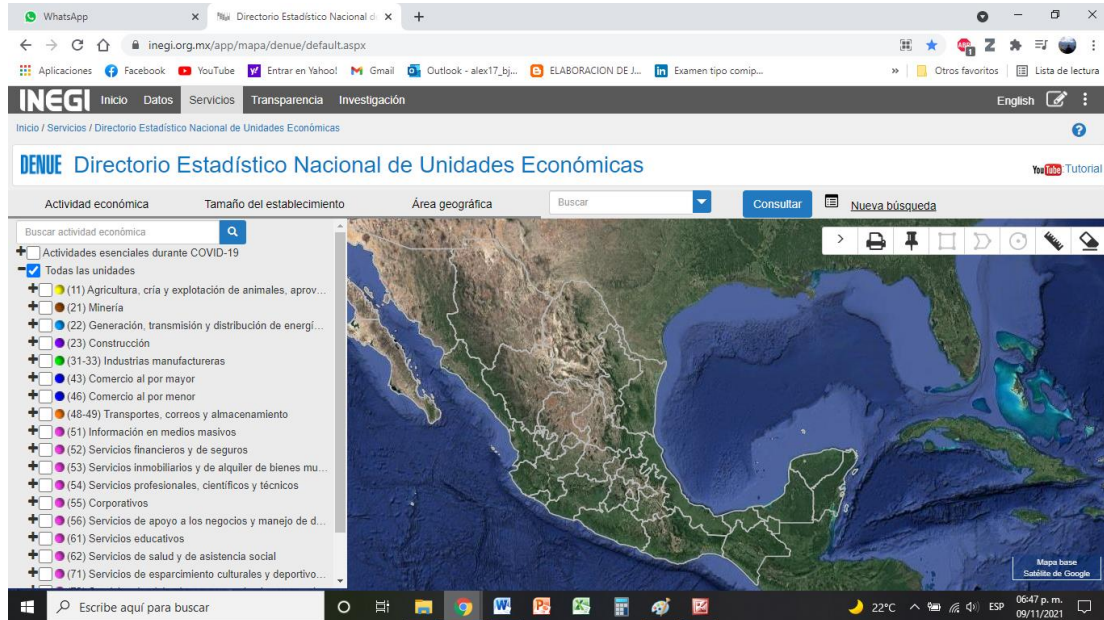 WhatsApp
Directorio Estadístico Nacional d
inegi.org.mx/app/mapa/denue/default.aspx
Aplicaciones Facebook YouTube Entrar en Yahoo! Gmail Outlook - alex17_bj... ELABORACION DE J... Examen tipo comip... » Otros favoritos Lista de lectura
INEGI Inicio Datos Servicios Transparencia Investigación English
Inicio / Servicios / Directorio Estadístico Nacional de Unidades Económicas
DENUE Directorio Estadístico Nacional de Unidades Económicas YouTube Tutorial
Actividad económica Tamaño del establecimiento Área geográfica Buscar Consultar Nueva búsqueda
Buscar actividad económica
Actividades esenciales durante COVID-19
Todas las unidades
(11) Agricultura, cría y explotación de animales, aprov...
(21) Minería
(22) Generación, transmisión y distribución de energí...
(23) Construcción
(31-33) Industrias manufactureras
(43) Comercio al por mayor
(46) Comercio al por menor
(48-49) Transportes, correos y almacenamiento
(51) Información en medios masivos
(52) Servicios financieros y de seguros
(53) Servicios inmobiliarios y de alquiler de bienes mu...
(54) Servicios profesionales, científicos y técnicos
(55) Corporativos
(56) Servicios de apoyo a los negocios y manejo de d...
(61) Servicios educativos
(62) Servicios de salud y de asistencia social
(71) Servicios de esparcimiento culturales y deportivo...
Mapa base
Satélite de Google
Escribe aquí para buscar
22°C ESP
06:47 p. m.
09/11/2021